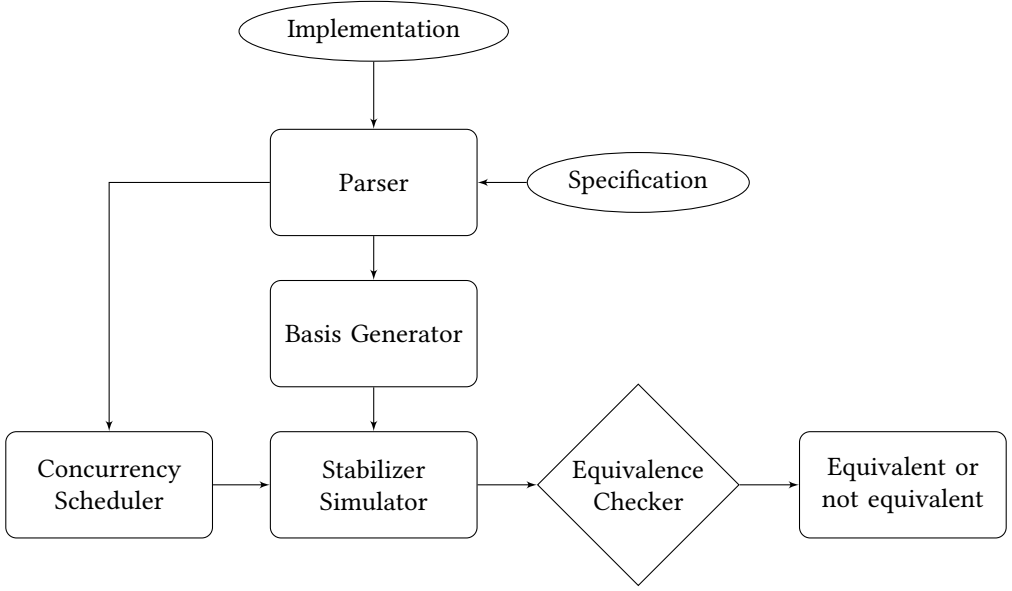 Implementation
Parser
Specification
Basis Generator
Concurrency
Scheduler
Stabilizer
Simulator
Equivalence
Checker
Equivalent or
not equivalent